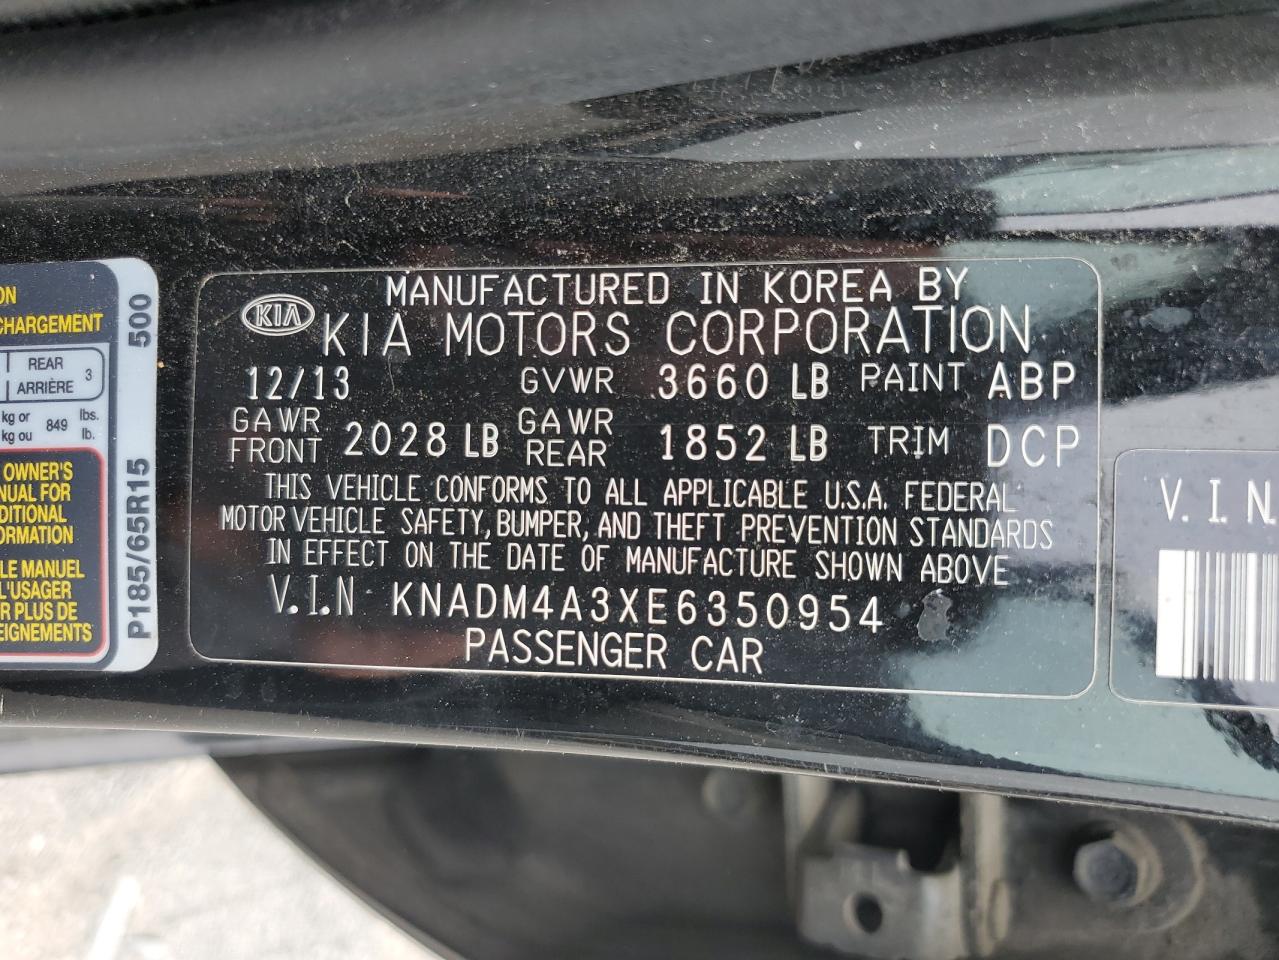 ON
CHARGEMENT
REAR
ARRIÈRE 3
kg or lbs.
kg ou 849 lb.
OWNER'S
NUAL FOR
DDITIONAL
ORMATION
LE MANUEL
L'USAGER
R PLUS DE
EIGNEMENTS
P185/65R15 500
KIA
MANUFACTURED IN KOREA BY
KIA MOTORS CORPORATION
12/13 GVWR 3660 LB PAINT ABP
GAWR FRONT 2028 LB GAWR REAR 1852 LB TRIM DCP
THIS VEHICLE CONFORMS TO ALL APPLICABLE U.S.A. FEDERAL
MOTOR VEHICLE SAFETY, BUMPER, AND THEFT PREVENTION STANDARDS
IN EFFECT ON THE DATE OF MANUFACTURE SHOWN ABOVE
V.I.N KNADM4A3XE6350954
PASSENGER CAR
V.I.N.